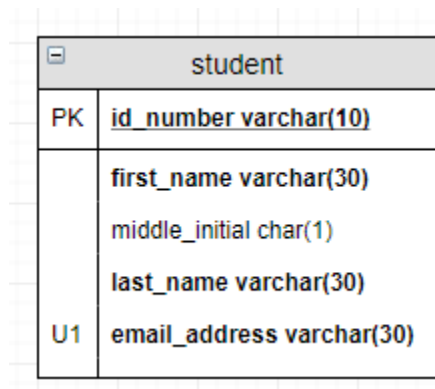 student
PK id_number varchar(10)
first_name varchar(30)
middle_initial char(1)
last_name varchar(30)
U1 email_address varchar(30)